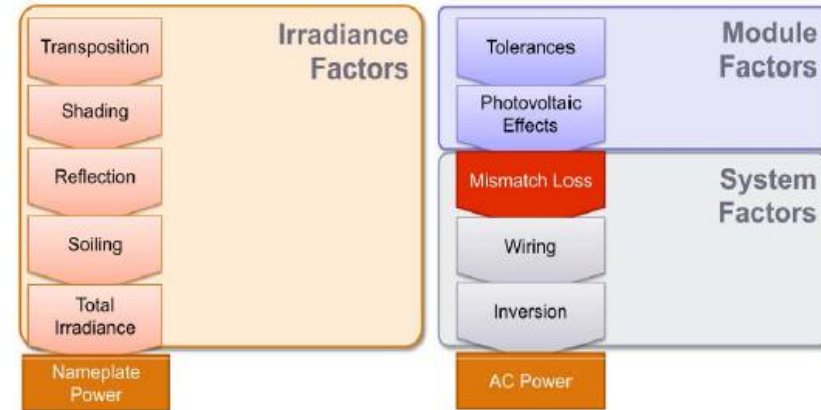 Irradiance
Factors
Transposition
Shading
Reflection
Soiling
Total
Irradiance
Nameplate
Power
Module
Factors
Tolerances
Photovoltaic
Effects
System
Factors
Mismatch Loss
Wiring
Inversion
AC Power